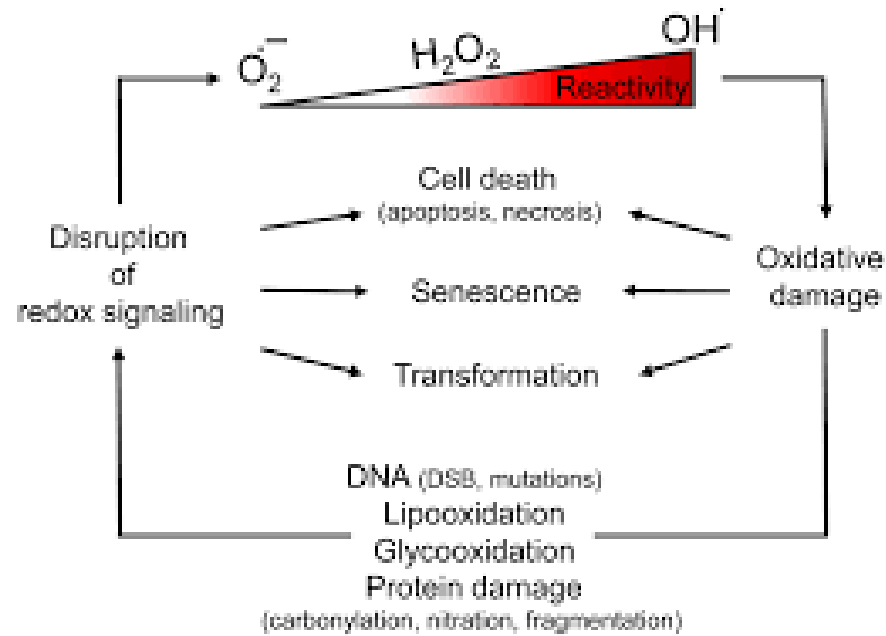 O₂˙⁻
H₂O₂
OH˙
Reactivity
Cell death
(apoptosis, necrosis)
Disruption
of
redox signaling
Senescence
Oxidative
damage
Transformation
DNA (DSB, mutations)
Lipooxidation
Glycooxidation
Protein damage
(carbonylation, nitration, fragmentation)